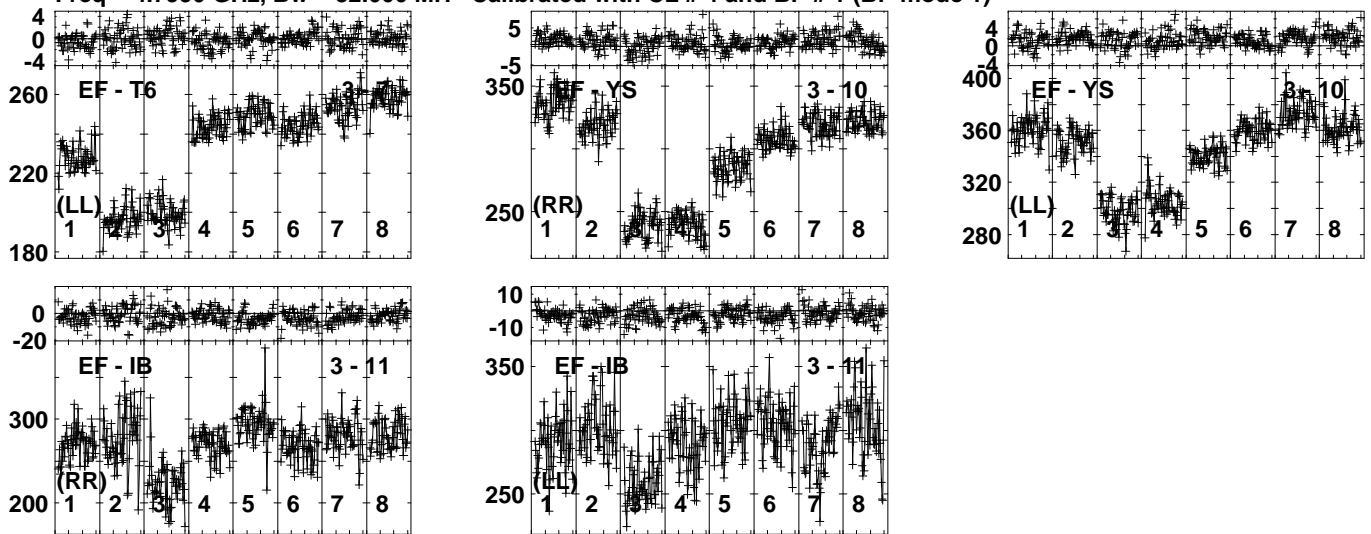 Calibrated with CL # and BP # 1 (BP mode 1)
4
0
-4
EF - T6
3 - 7
260
220
180
(LL)
1 2 3 4 5 6 7 8
5
-5
EF - YS
3 - 10
350
250
(RR)
1 2 3 4 5 6 7 8
4
0
-4
EF - YS
3 - 10
400
360
320
280
(LL)
1 2 3 4 5 6 7 8
0
-20
EF - IB
3 - 11
300
200
(RR)
1 2 3 4 5 6 7 8
10
-10
EF - IB
3 - 11
350
250
(LL)
1 2 3 4 5 6 7 8